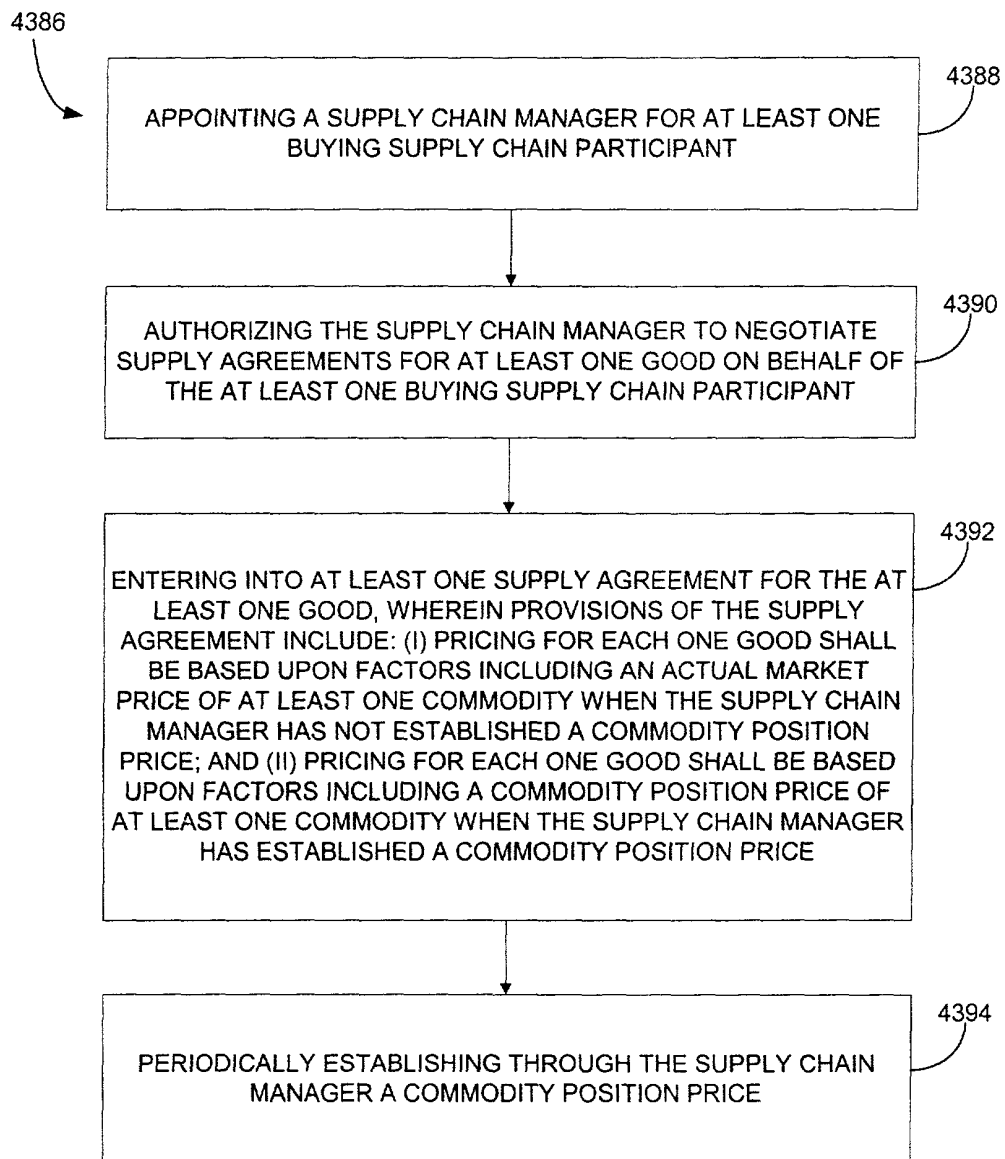 4386
4388
APPOINTING A SUPPLY CHAIN MANAGER FOR AT LEAST ONE
BUYING SUPPLY CHAIN PARTICIPANT
4390
AUTHORIZING THE SUPPLY CHAIN MANAGER TO NEGOTIATE
SUPPLY AGREEMENTS FOR AT LEAST ONE GOOD ON BEHALF OF
THE AT LEAST ONE BUYING SUPPLY CHAIN PARTICIPANT
4392
ENTERING INTO AT LEAST ONE SUPPLY AGREEMENT FOR THE AT
LEAST ONE GOOD, WHEREIN PROVISIONS OF THE SUPPLY
AGREEMENT INCLUDE: (I) PRICING FOR EACH ONE GOOD SHALL
BE BASED UPON FACTORS INCLUDING AN ACTUAL MARKET
PRICE OF AT LEAST ONE COMMODITY WHEN THE SUPPLY CHAIN
MANAGER HAS NOT ESTABLISHED A COMMODITY POSITION
PRICE; AND (II) PRICING FOR EACH ONE GOOD SHALL BE BASED
UPON FACTORS INCLUDING A COMMODITY POSITION PRICE OF
AT LEAST ONE COMMODITY WHEN THE SUPPLY CHAIN MANAGER
HAS ESTABLISHED A COMMODITY POSITION PRICE
4394
PERIODICALLY ESTABLISHING THROUGH THE SUPPLY CHAIN
MANAGER A COMMODITY POSITION PRICE